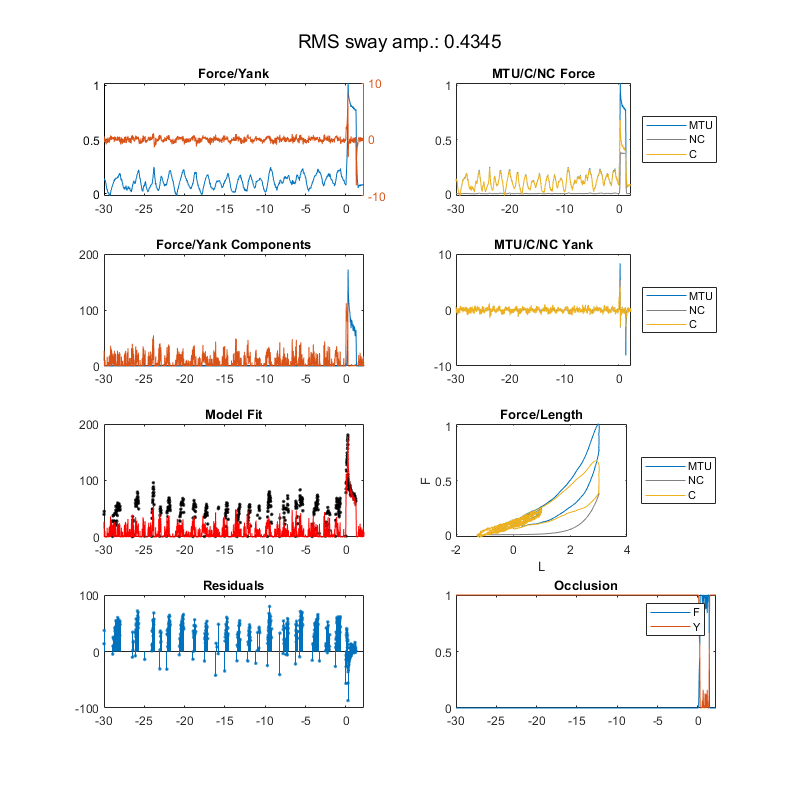 RMS sway amp.: 0.4345
Force/Yank
1
0.5
0
10
0
-10
-30 -25 -20 -15 -10 -5 0
MTU/C/NC Force
1
0.5
0
-30 -20 -10 0
MTU
NC
C
Force/Yank Components
200
100
0
-30 -25 -20 -15 -10 -5 0
MTU/C/NC Yank
10
0
-10
-30 -20 -10 0
MTU
NC
C
Model Fit
200
100
0
-30 -25 -20 -15 -10 -5 0
Force/Length
F
1
0.5
0
-2 0 2 4
L
MTU
NC
C
Residuals
100
0
-100
-30 -25 -20 -15 -10 -5 0
Occlusion
1
0.5
0
-30 -25 -20 -15 -10 -5 0
F
Y